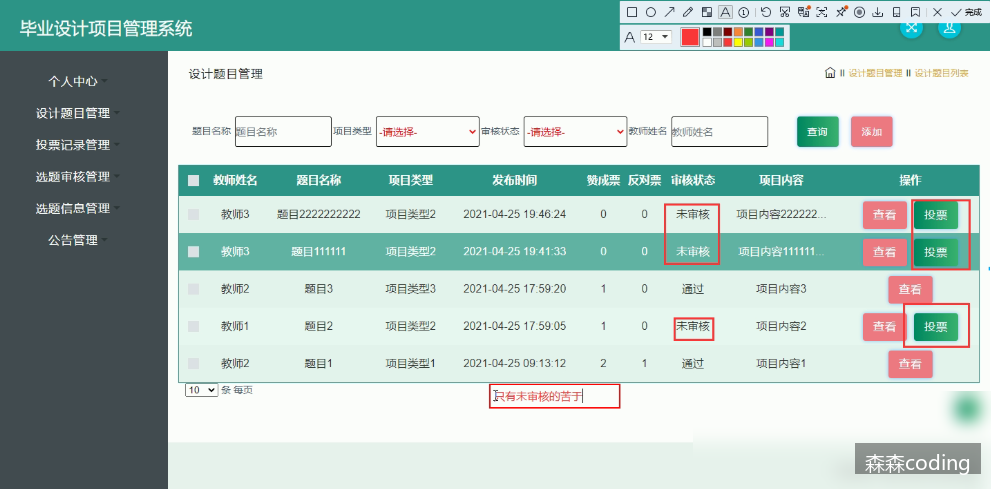 毕业设计项目管理系统
A 12 完成
个人中心
设计题目管理
投票记录管理
选题审核管理
选题信息管理
公告管理
设计题目管理
设计题目管理 设计题目列表
题目名称 题目名称 项目类型 -请选择- 审核状态 -请选择- 教师姓名 教师姓名 查询 添加
教师姓名 题目名称 项目类型 发布时间 赞成票 反对票 审核状态 项目内容 操作
教师3 题目2222222222 项目类型2 2021-04-25 19:46:24 0 0 未审核 项目内容222222... 查看 投票
教师3 题目111111 项目类型2 2021-04-25 19:41:33 0 0 未审核 项目内容111111... 查看 投票
教师2 题目3 项目类型3 2021-04-25 17:59:20 1 0 通过 项目内容3 查看
教师1 题目2 项目类型2 2021-04-25 17:59:05 1 0 未审核 项目内容2 查看 投票
教师2 题目1 项目类型1 2021-04-25 09:13:12 2 1 通过 项目内容1 查看
10 条 每页
只有未审核的苦于
森森coding